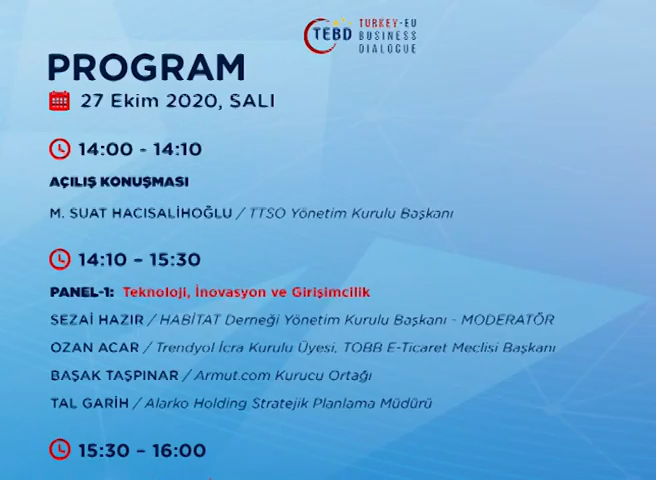 TEBD
TURKEY-EU
BUSINESS
DIALOGUE
PROGRAM
27 Ekim 2020, SALI
14:00 - 14:10
AÇILIŞ KONUŞMASI
M. SUAT HACISALİHOĞLU / TTSO Yönetim Kurulu Başkanı
14:10 – 15:30
PANEL-1: Teknoloji, İnovasyon ve Girişimcilik
SEZAİ HAZIR / HABİTAT Derneği Yönetim Kurulu Başkanı - MODERATÖR
OZAN ACAR / Trendyol İcra Kurulu Üyesi, TOBB E-Ticaret Meclisi Başkanı
BAŞAK TAŞPINAR / Armut.com Kurucu Ortağı
TAL GARİH / Alarko Holding Stratejik Planlama Müdürü
15:30 – 16:00